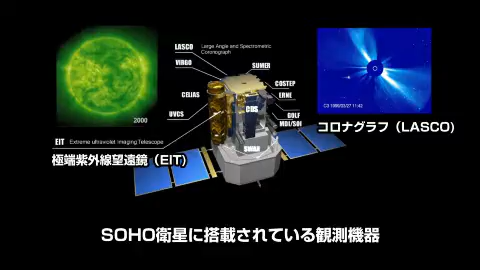 LASCO Large Angle and Spectrometric
Coronograph
VIRGO
SUMER
CELIAS
COSTEP
ERNE
UVCS
CDS
GOLF
MDI/SOI
SWAN
2000
EIT Extreme ultraviolet Imaging Telescope
極端紫外線望遠鏡（EIT）
C3 1996/03/27 11:42
コロナグラフ（LASCO)
SOHO衛星に搭載されている観測機器